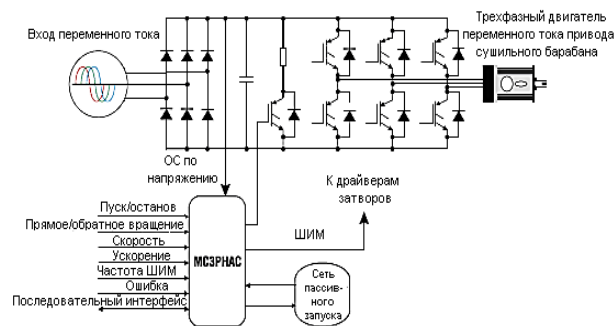 Вход переменного тока
Трехфазный двигатель
переменного тока привода
сушильного барабана
ОС по
напряжению
К драйверам
затворов
Пуск/останов
Прямое/обратное вращение
Скорость
Ускорение
Частота ШИМ
Ошибка
Последовательный интерфейс
MC3PHAC
ШИМ
Сеть
пассив-
ного
запуска